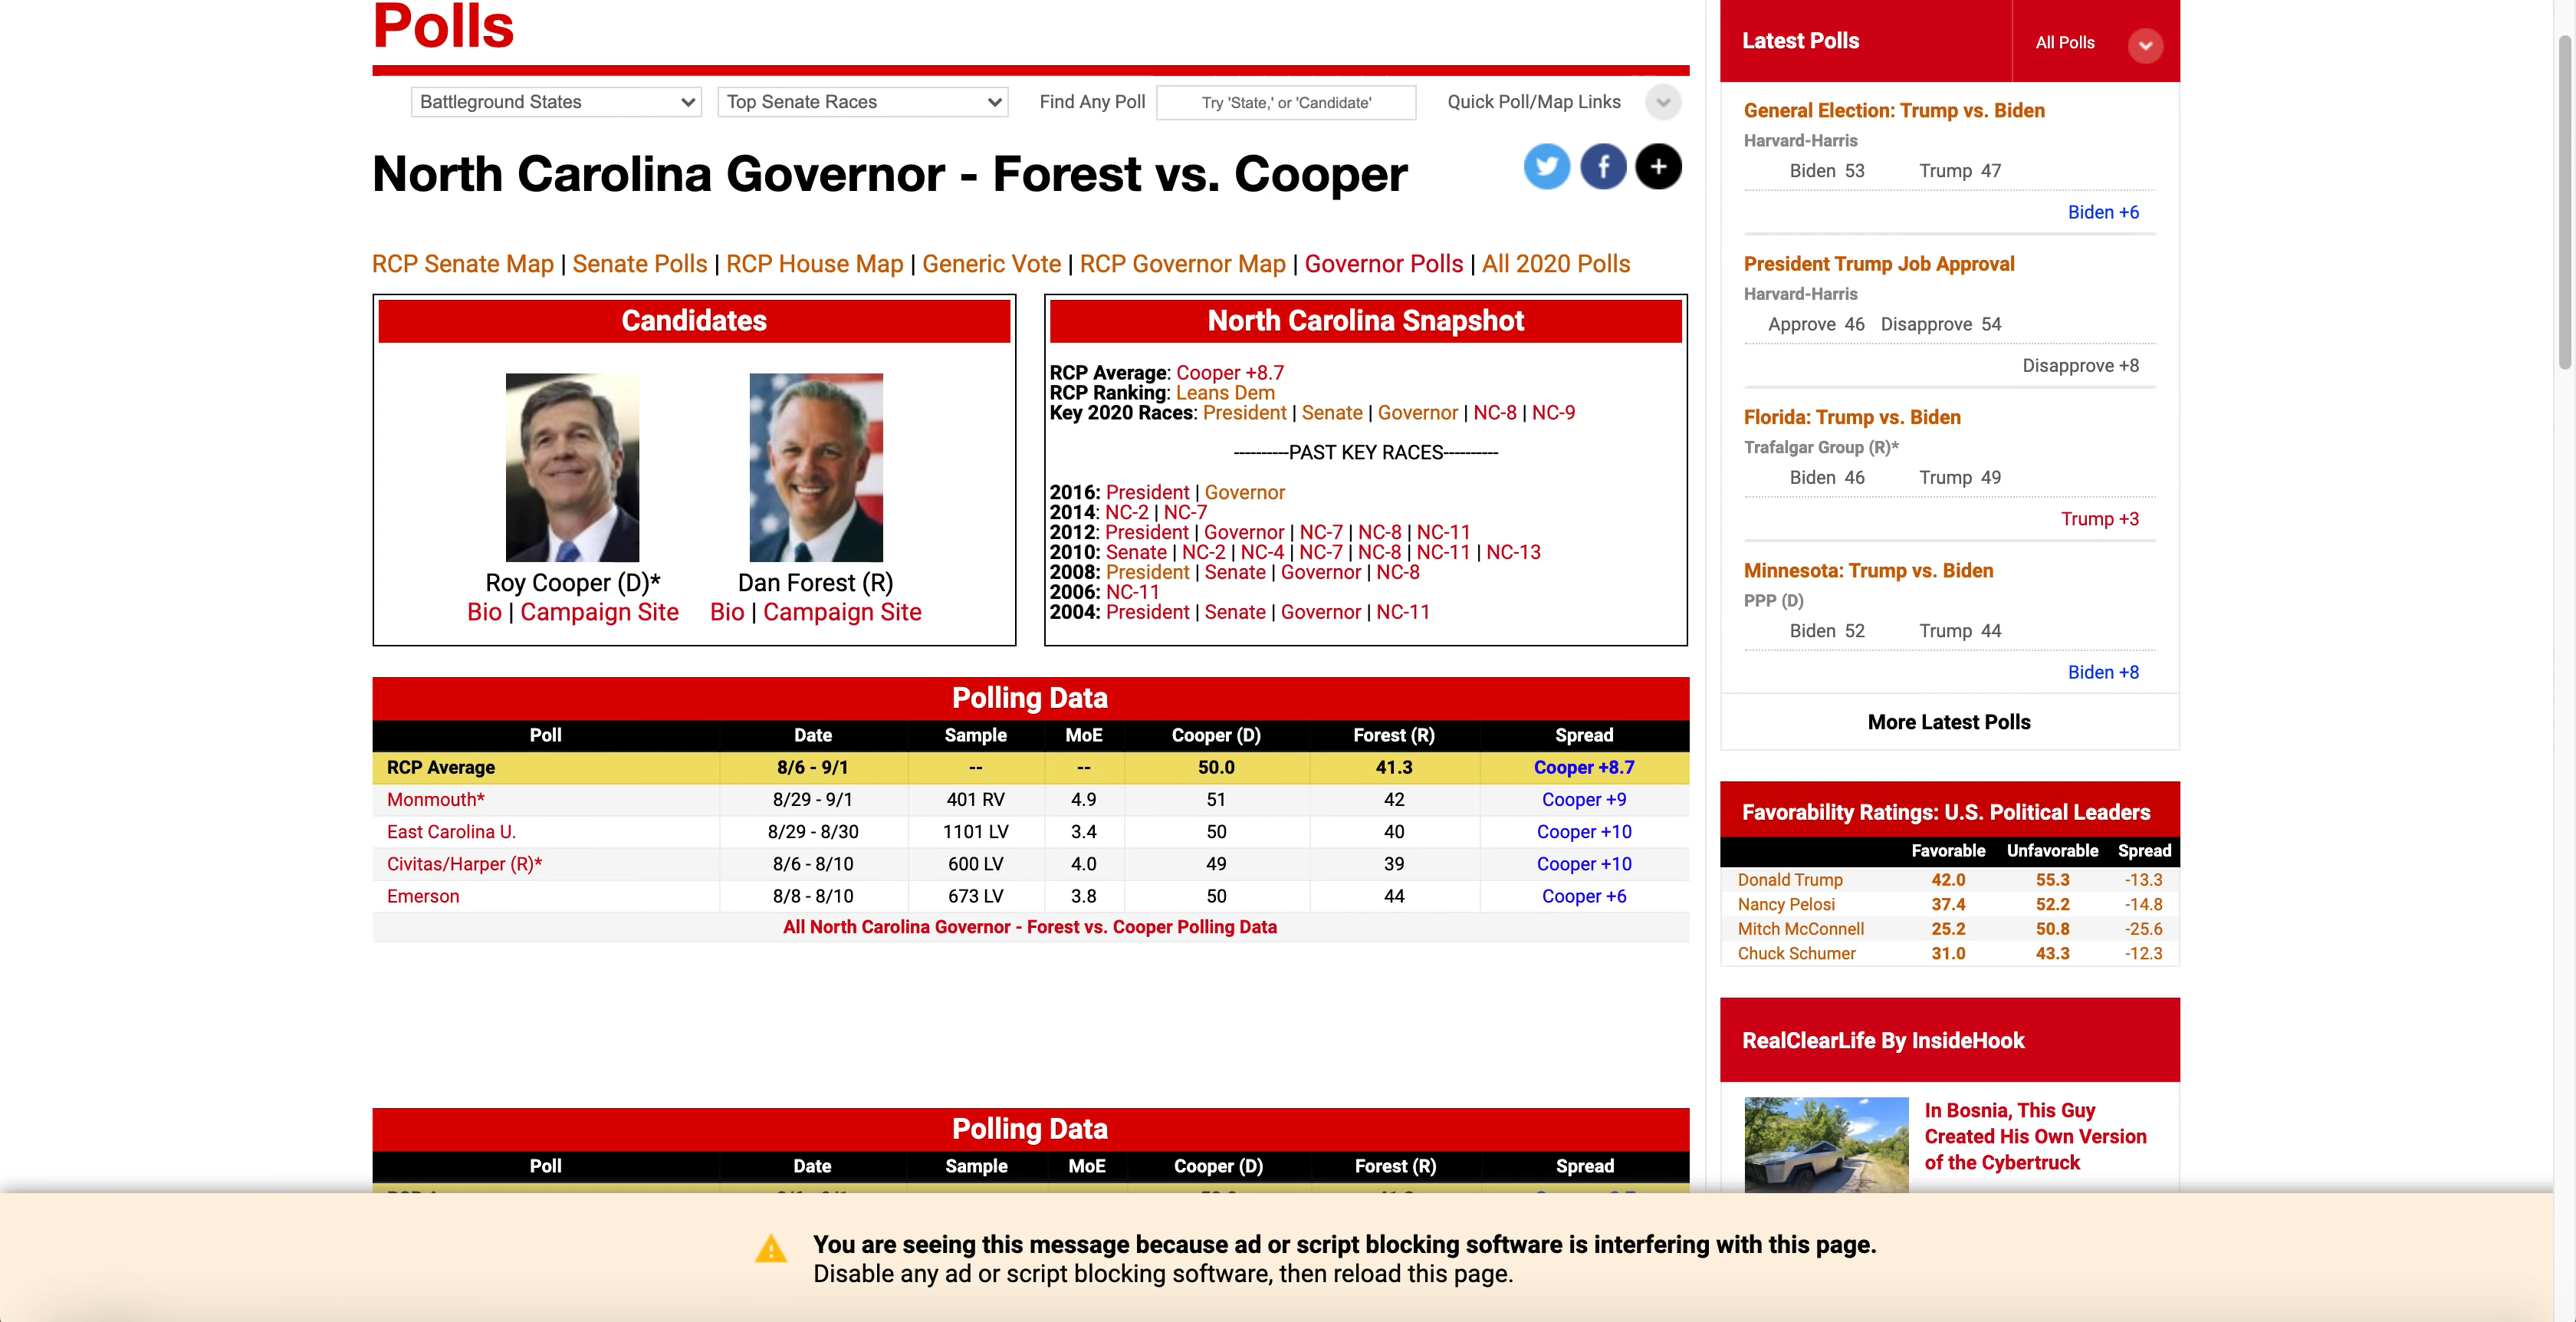 Polls
Battleground States Top Senate Races Find Any Poll Try 'State,' or 'Candidate' Quick Poll/Map Links
North Carolina Governor - Forest vs. Cooper
RCP Senate Map | Senate Polls | RCP House Map | Generic Vote | RCP Governor Map | Governor Polls | All 2020 Polls
Candidates
Roy Cooper (D)* Dan Forest (R)
Bio | Campaign Site Bio | Campaign Site
North Carolina Snapshot
RCP Average: Cooper +8.7
RCP Ranking: Leans Dem
Key 2020 Races: President | Senate | Governor | NC-8 | NC-9
----------PAST KEY RACES----------
2016: President | Governor
2014: NC-2 | NC-7
2012: President | Governor | NC-7 | NC-8 | NC-11
2010: Senate | NC-2 | NC-4 | NC-7 | NC-8 | NC-11 | NC-13
2008: President | Senate | Governor | NC-8
2006: NC-11
2004: President | Senate | Governor | NC-11
Polling Data
Poll Date Sample MoE Cooper (D) Forest (R) Spread
RCP Average 8/6 - 9/1 -- -- 50.0 41.3 Cooper +8.7
Monmouth* 8/29 - 9/1 401 RV 4.9 51 42 Cooper +9
East Carolina U. 8/29 - 8/30 1101 LV 3.4 50 40 Cooper +10
Civitas/Harper (R)* 8/6 - 8/10 600 LV 4.0 49 39 Cooper +10
Emerson 8/8 - 8/10 673 LV 3.8 50 44 Cooper +6
All North Carolina Governor - Forest vs. Cooper Polling Data
Polling Data
Poll Date Sample MoE Cooper (D) Forest (R) Spread
Latest Polls All Polls
General Election: Trump vs. Biden
Harvard-Harris
Biden 53 Trump 47
Biden +6
President Trump Job Approval
Harvard-Harris
Approve 46 Disapprove 54
Disapprove +8
Florida: Trump vs. Biden
Trafalgar Group (R)*
Biden 46 Trump 49
Trump +3
Minnesota: Trump vs. Biden
PPP (D)
Biden 52 Trump 44
Biden +8
More Latest Polls
Favorability Ratings: U.S. Political Leaders
Favorable Unfavorable Spread
Donald Trump 42.0 55.3 -13.3
Nancy Pelosi 37.4 52.2 -14.8
Mitch McConnell 25.2 50.8 -25.6
Chuck Schumer 31.0 43.3 -12.3
RealClearLife By InsideHook
In Bosnia, This Guy
Created His Own Version
of the Cybertruck
You are seeing this message because ad or script blocking software is interfering with this page.
Disable any ad or script blocking software, then reload this page.